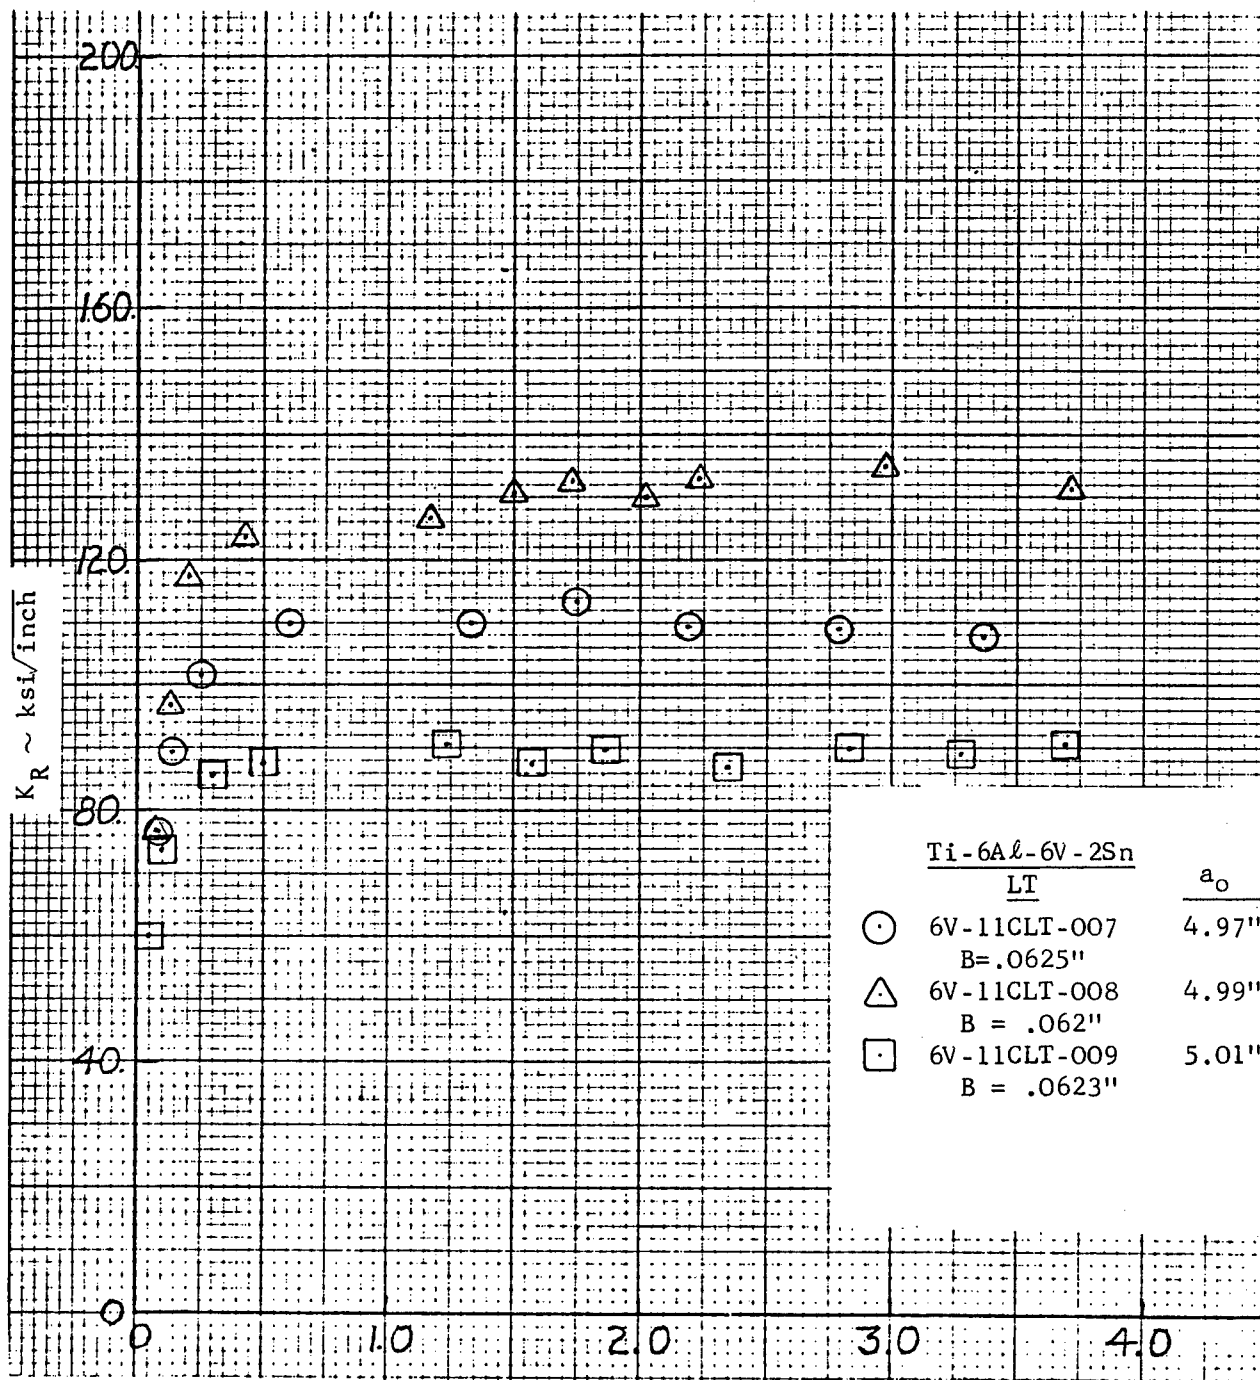 200
160.
120.
80.
40.
0
0
1.0
2.0
3.0
4.0
K_R ~ ksi√inch
Ti-6Aℓ-6V-2Sn
LT
a_o
6V-11CLT-007 4.97"
B=.0625"
6V-11CLT-008 4.99"
B = .062"
6V-11CLT-009 5.01"
B = .0623"